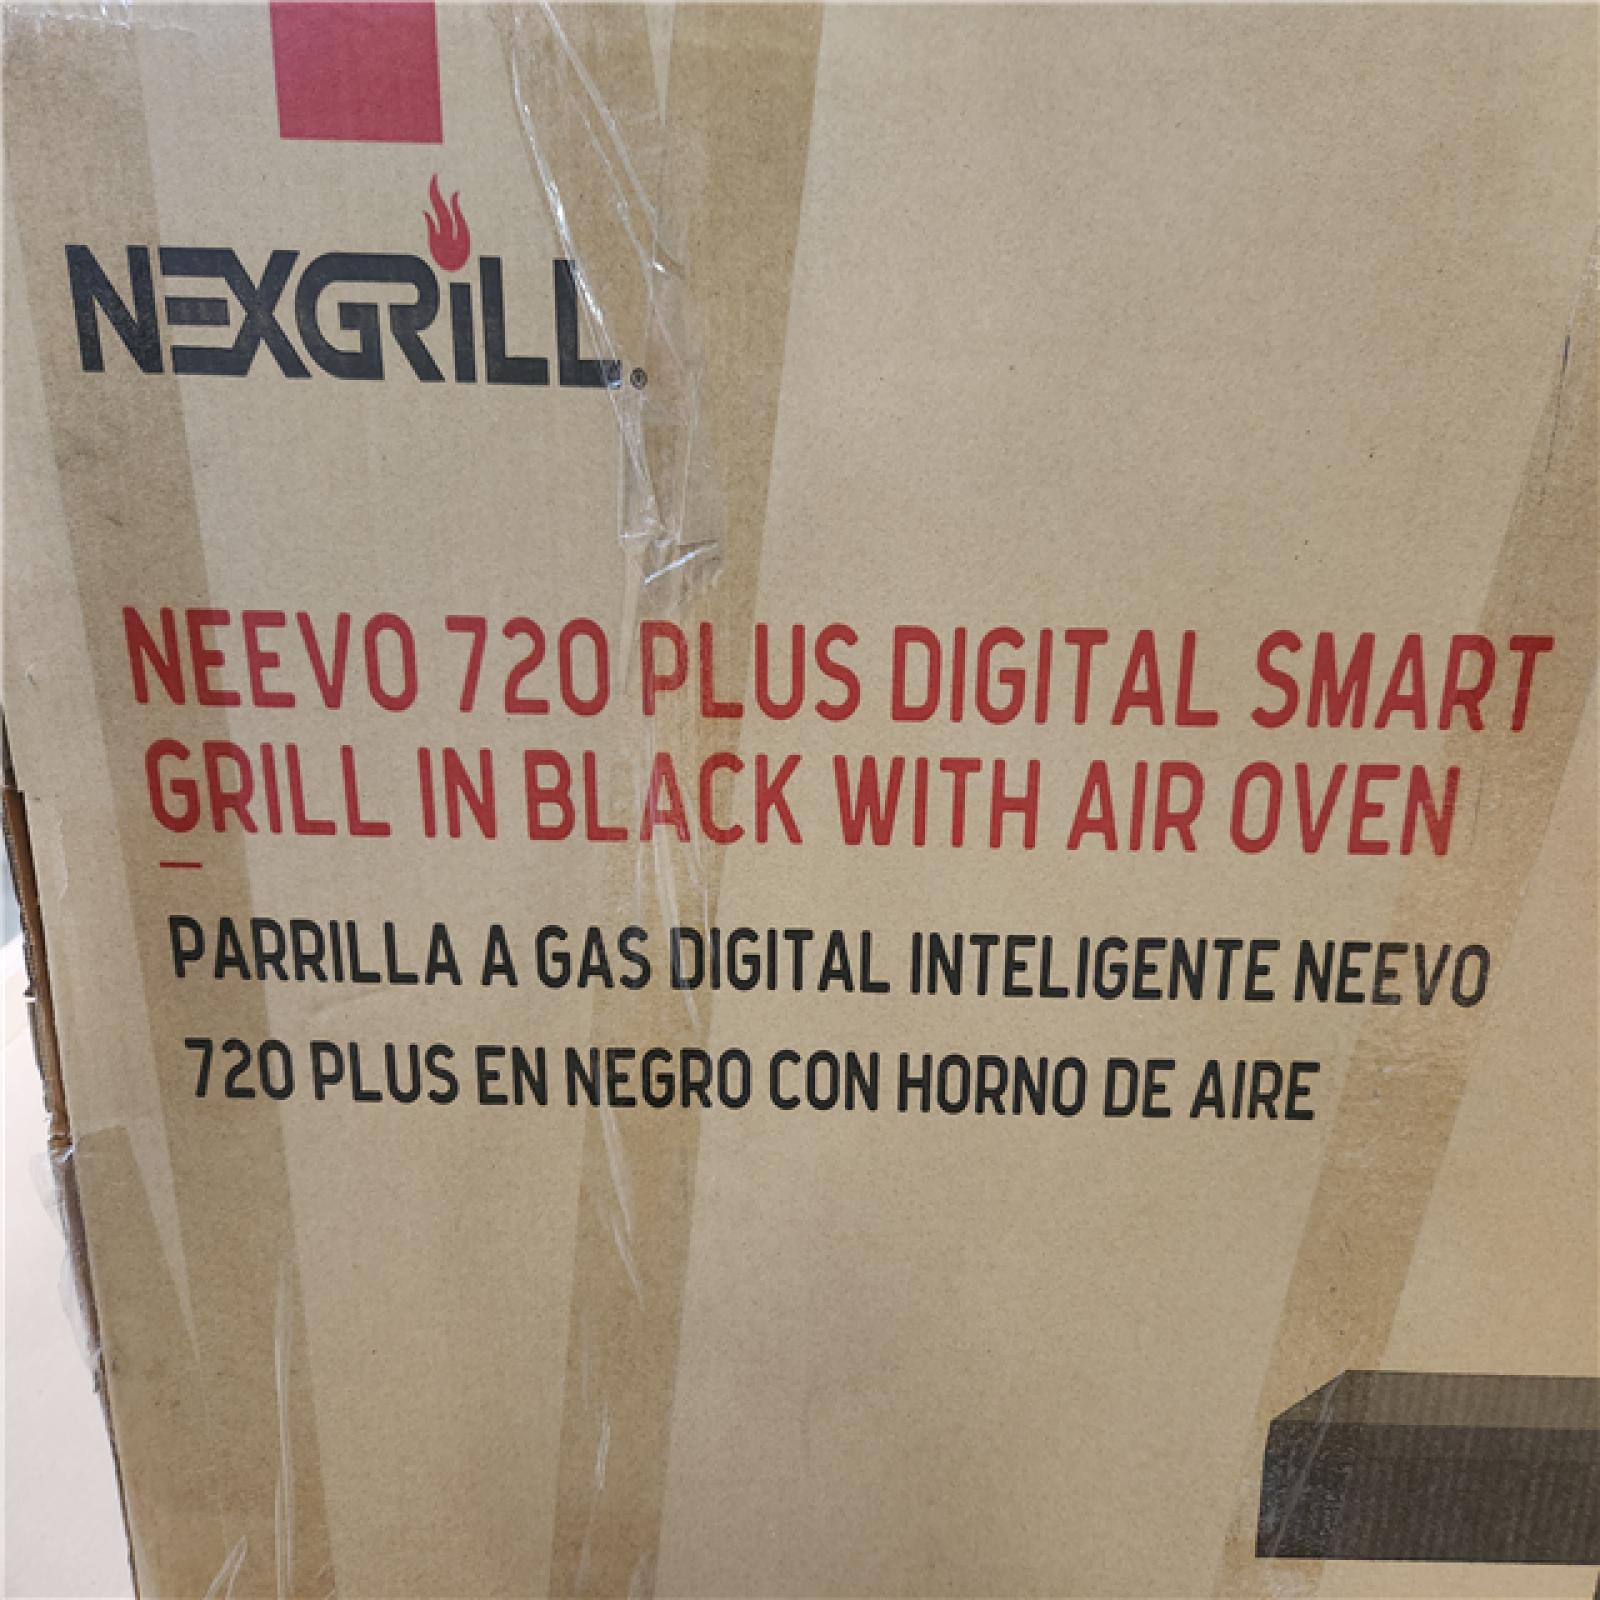 NEXGRILL®
NEEVO 720 PLUS DIGITAL SMART
GRILL IN BLACK WITH AIR OVEN
PARRILLA A GAS DIGITAL INTELIGENTE NEEVO
720 PLUS EN NEGRO CON HORNO DE AIRE